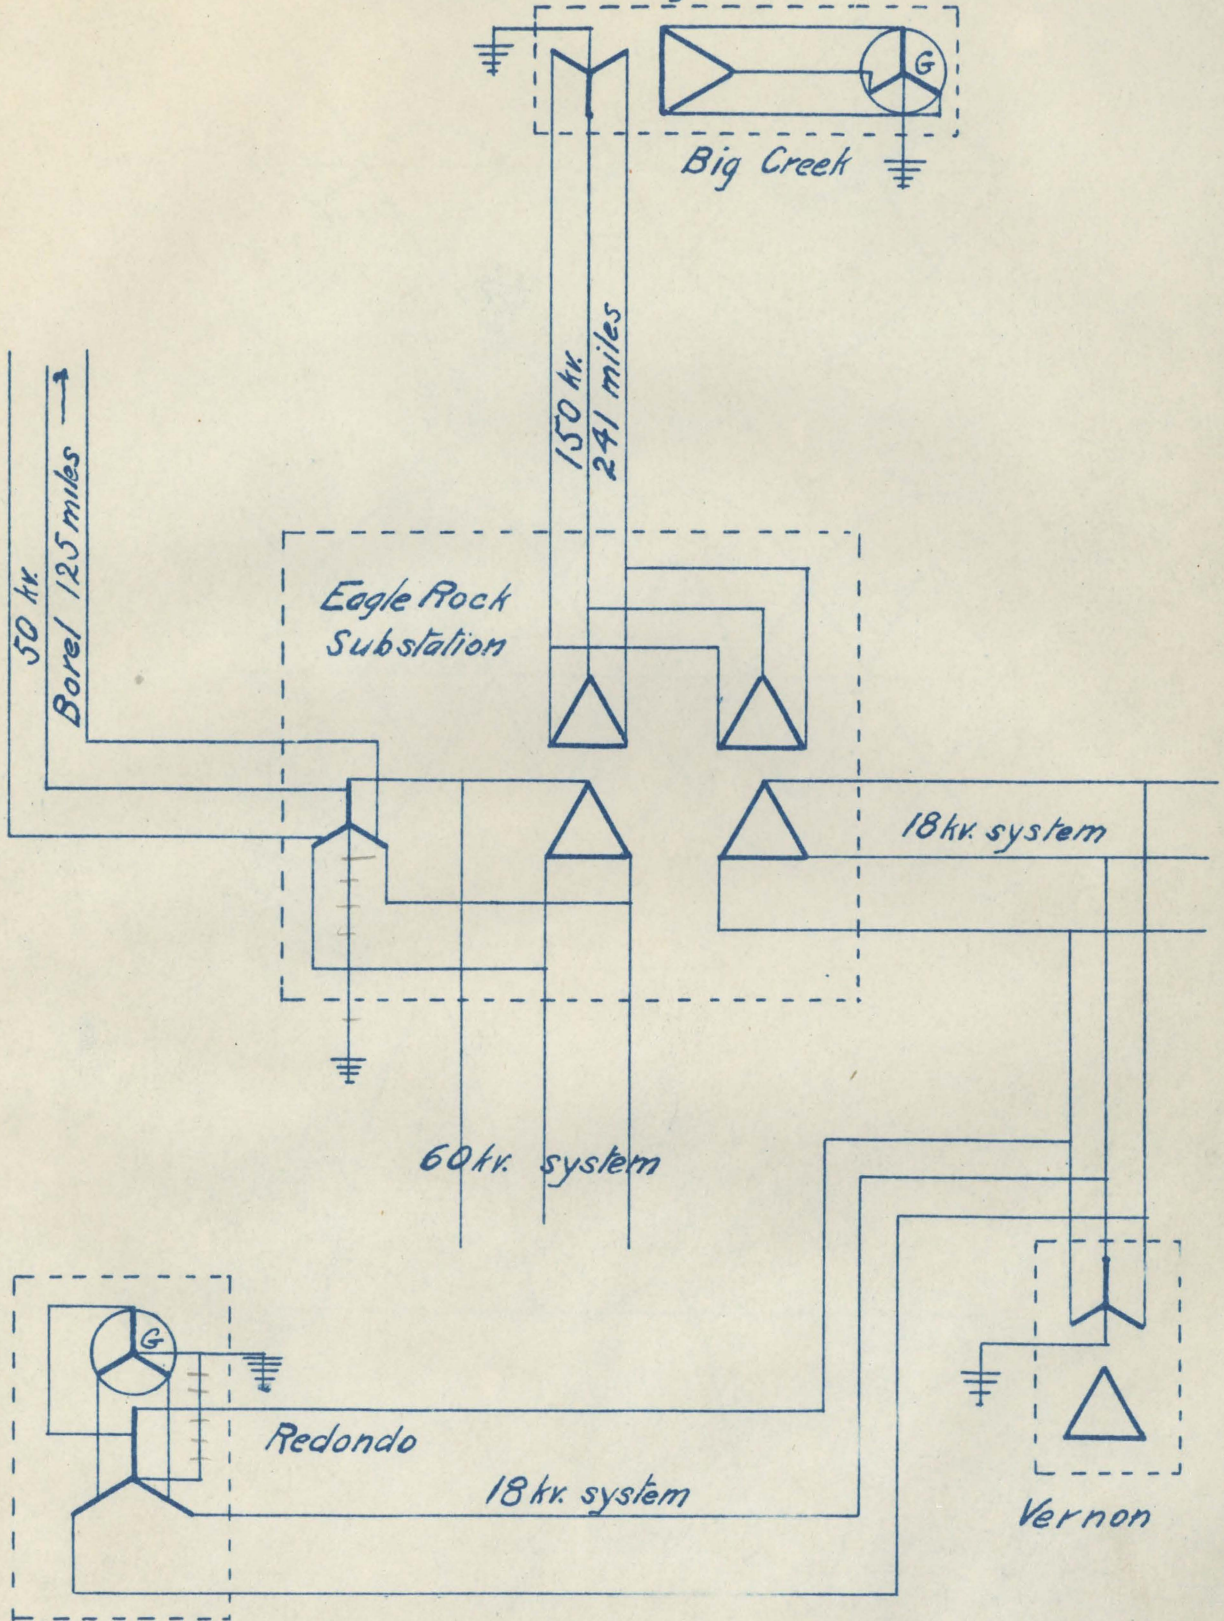 G
Big Creek
150 kv.
241 miles
50 kv.
Borel 125 miles
Eagle Rock
Substation
18 kv. system
60 kv. system
G
Redondo
18 kv. system
Vernon